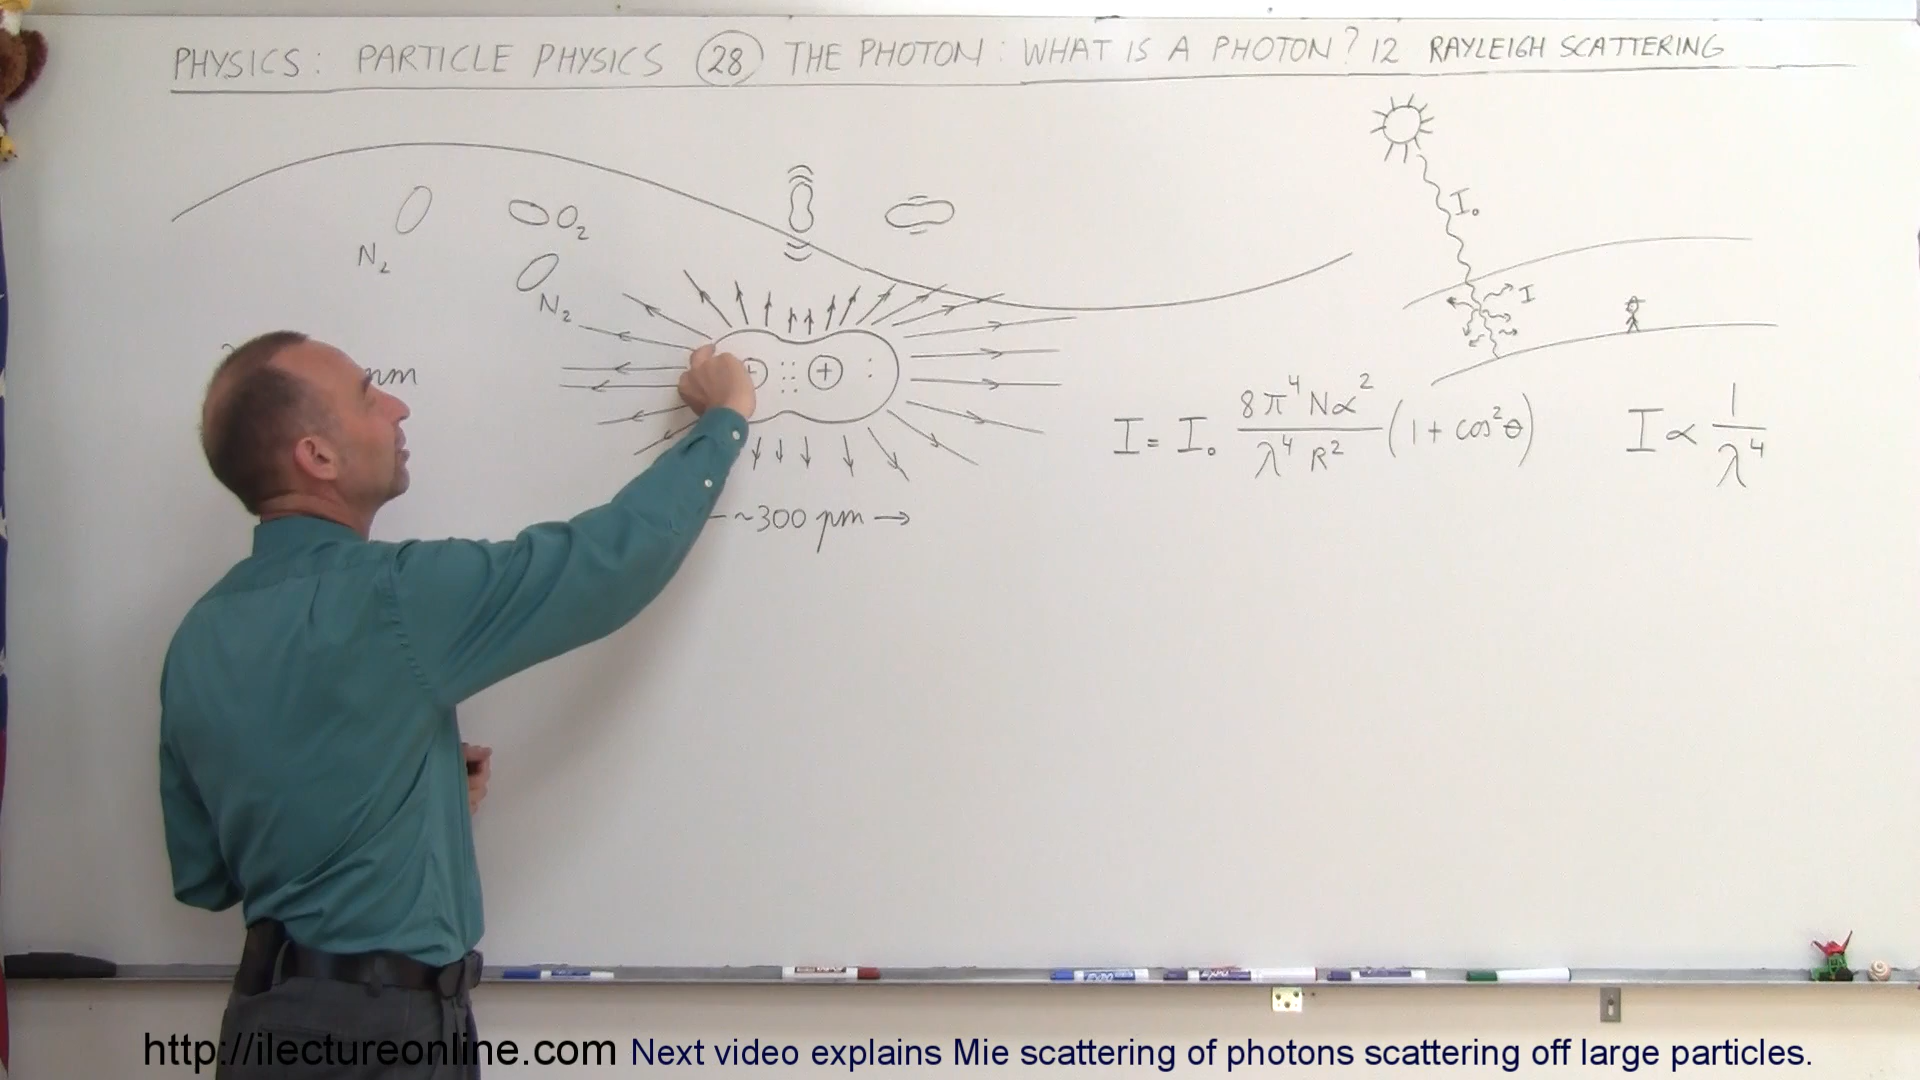 PHYSICS: PARTICLE PHYSICS 28 THE PHOTON: WHAT IS A PHOTON? 12 RAYLEIGH SCATTERING
I₀
N₂
O₂
N₂
I
+ +
nm
I = I₀ 8π⁴Nα² / λ⁴R² (1 + cos²θ)
I ∝ 1/λ⁴
~300 pm →
EXPO
http://ilectureonline.com Next video explains Mie scattering of photons scattering off large particles.